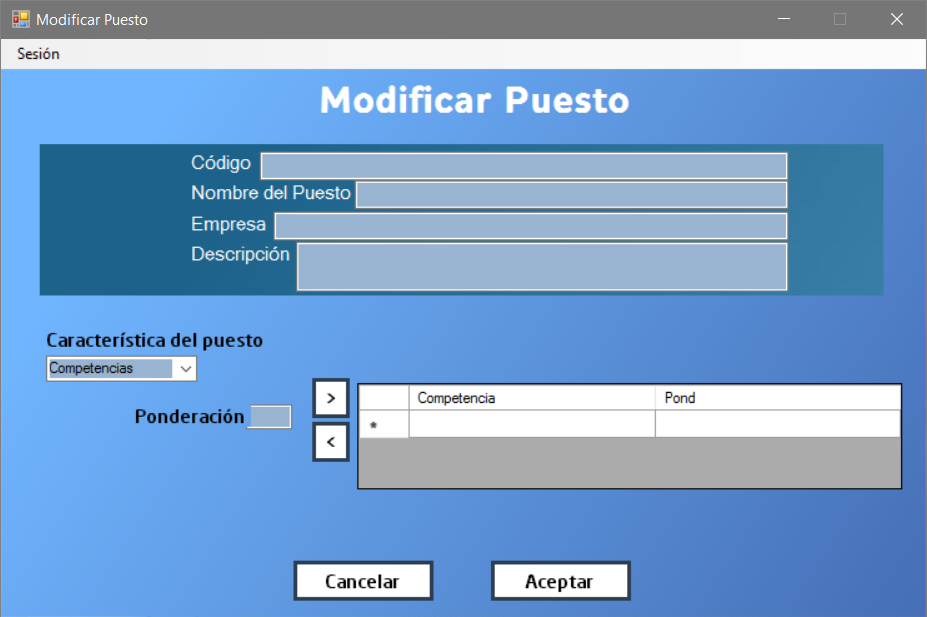 Modificar Puesto
Sesión
Modificar Puesto
Código
Nombre del Puesto
Empresa
Descripción
Característica del puesto
Competencias
Ponderación
>
<
Competencia Pond
*
Cancelar Aceptar